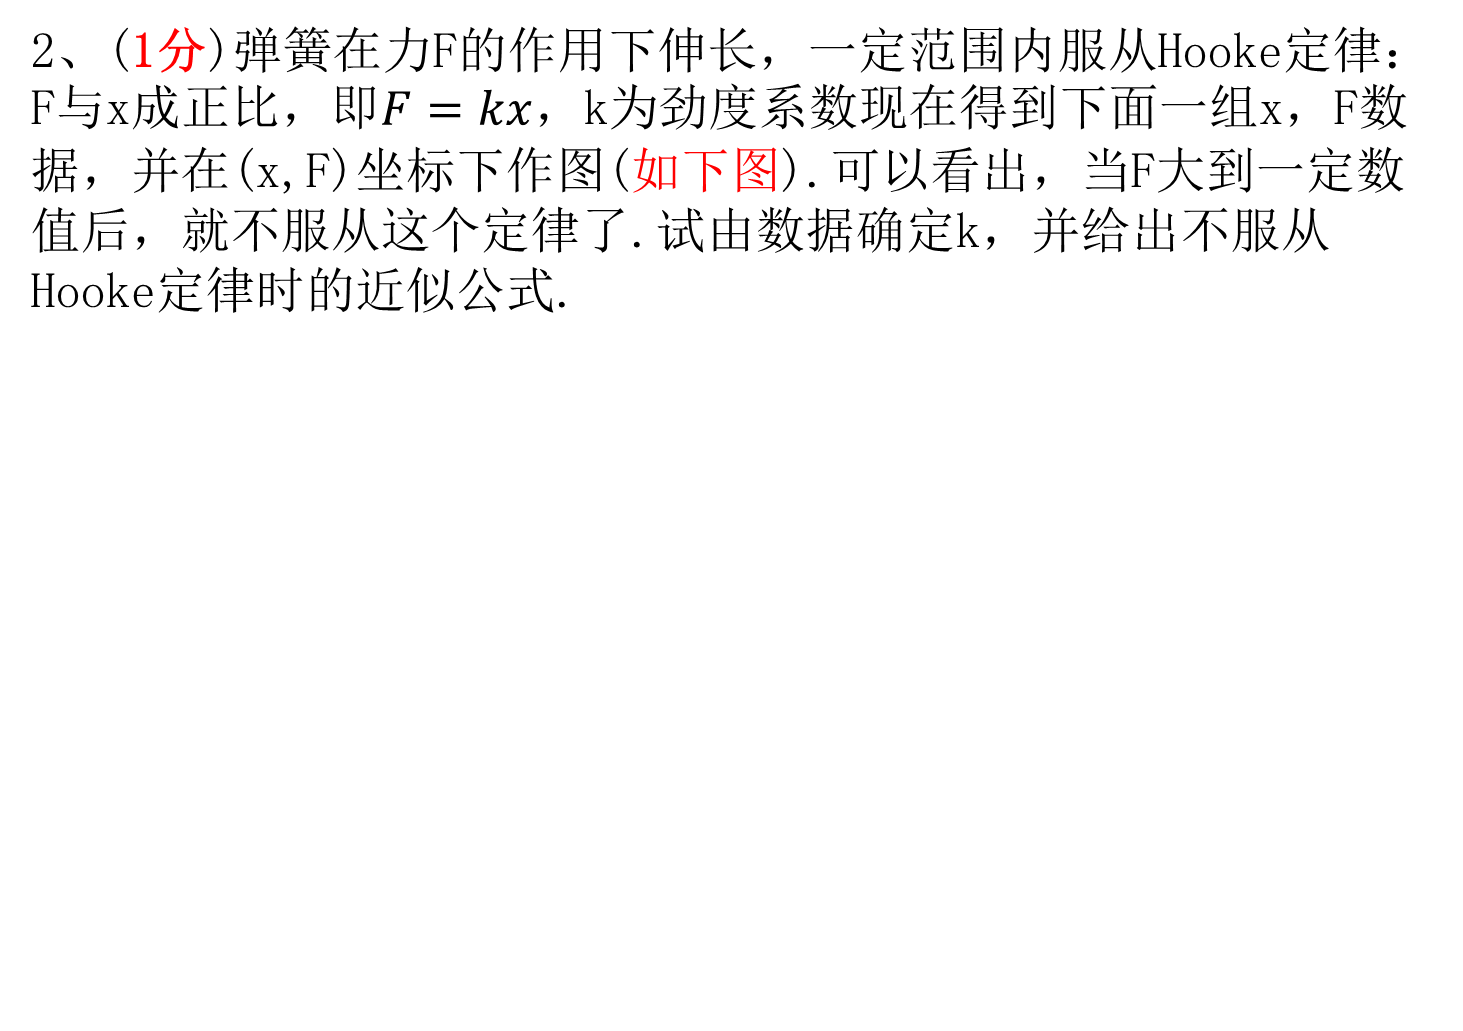 2、(1分)弹簧在力F的作用下伸长，一定范围内服从Hooke定律：
F与x成正比，即F = kx，k为劲度系数现在得到下面一组x，F数
据，并在(x,F)坐标下作图(如下图).可以看出，当F大到一定数
值后，就不服从这个定律了.试由数据确定k，并给出不服从
Hooke定律时的近似公式.